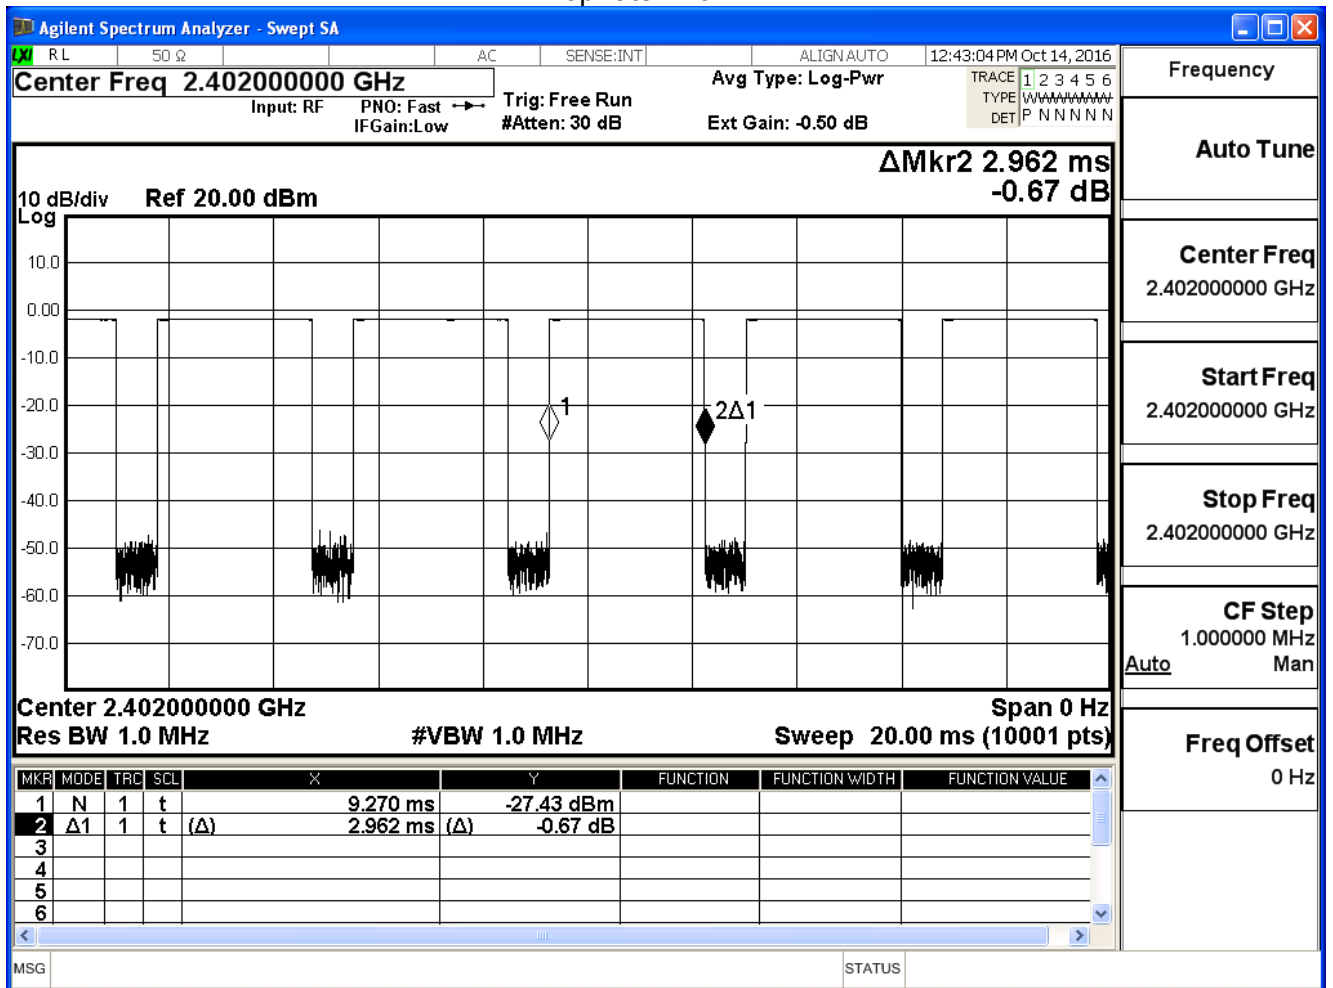 Agilent Spectrum Analyzer - Swept SA
LXI RL 50 Ω AC SENSE:INT ALIGN AUTO 12:43:04 PM Oct 14, 2016
Center Freq 2.402000000 GHz
Input: RF PNO: Fast IFGain:Low
Trig: Free Run
#Atten: 30 dB
Avg Type: Log-Pwr
Ext Gain: -0.50 dB
TRACE 1 2 3 4 5 6
TYPE WWWWWW
DET P N N N N N
ΔMkr2 2.962 ms
-0.67 dB
10 dB/div Ref 20.00 dBm
Log
10.0
0.00
-10.0
-20.0
-30.0
-40.0
-50.0
-60.0
-70.0
1
2Δ1
Center 2.402000000 GHz Span 0 Hz
Res BW 1.0 MHz #VBW 1.0 MHz Sweep 20.00 ms (10001 pts)
MKR MODE TRC SCL X Y FUNCTION FUNCTION WIDTH FUNCTION VALUE
1 N 1 t 9.270 ms -27.43 dBm
2 Δ1 1 t (Δ) 2.962 ms (Δ) -0.67 dB
3
4
5
6
MSG STATUS
Frequency
Auto Tune
Center Freq
2.402000000 GHz
Start Freq
2.402000000 GHz
Stop Freq
2.402000000 GHz
CF Step
1.000000 MHz
Auto Man
Freq Offset
0 Hz